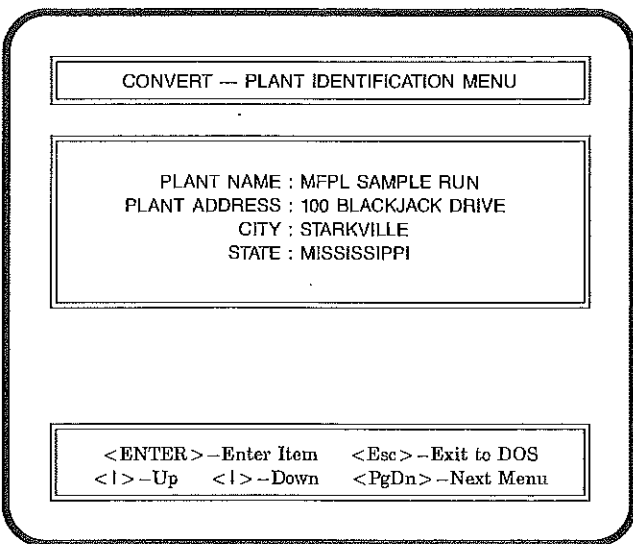 CONVERT — PLANT IDENTIFICATION MENU
PLANT NAME : MFPL SAMPLE RUN
PLANT ADDRESS : 100 BLACKJACK DRIVE
CITY : STARKVILLE
STATE : MISSISSIPPI
<ENTER>–Enter Item <Esc>–Exit to DOS
<|>–Up <|>–Down <PgDn>–Next Menu